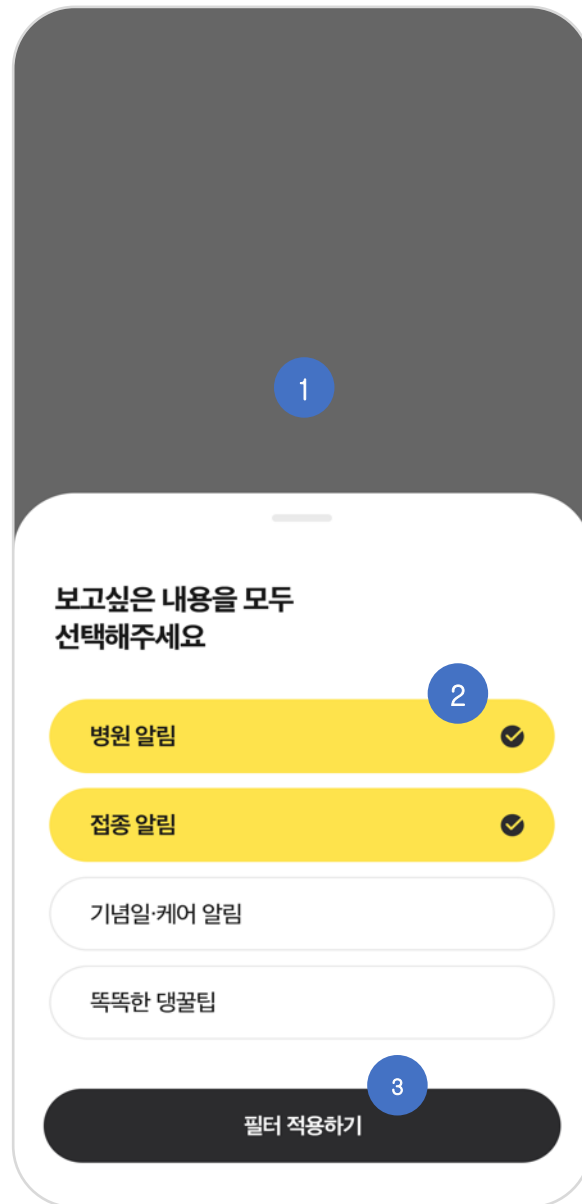 1
보고싶은 내용을 모두
선택해주세요
2
병원 알림
접종 알림
기념일·케어 알림
똑똑한 댕꿀팁
3
필터 적용하기